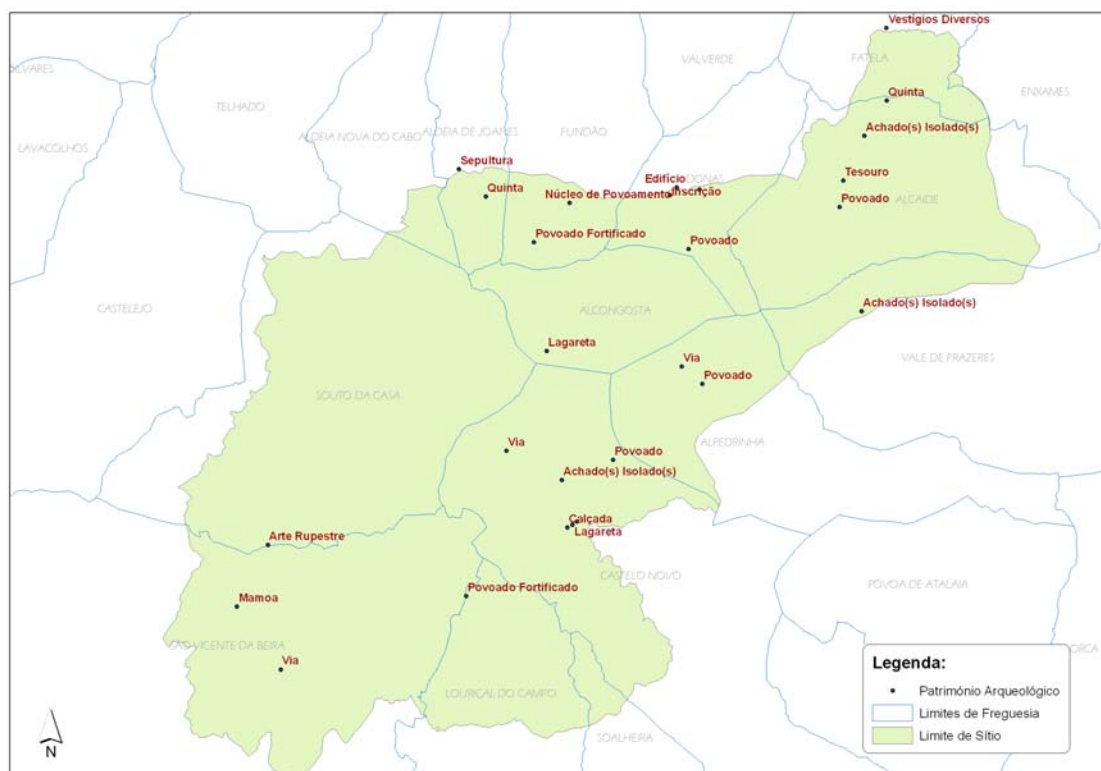 Vestígios Diversos
VALVERDE
FATELA
ENXAMES
TELHADO
Quinta
ALDEIA NOVA DO CABO
ALDEIA DE JOANES
FUNDÃO
Achado(s) Isolado(s)
LAVACOLHOS
Sepultura
Edifício
DONAS
Tesouro
Quinta
Núcleo de Povoamento
Inscrição
Povoado
ALCAIDE
Povoado Fortificado
Povoado
CASTELEJO
ALCONGOSTA
Achado(s) Isolado(s)
Lagareta
Via
VALE DE PRAZERES
Povoado
SOUTO DA CASA
Via
Povoado
ALPEDRINHA
Achado(s) Isolado(s)
Calçada
Lagareta
Arte Rupestre
CASTELO NOVO
PÓVOA DE ATALAIA
Povoado Fortificado
Mamoa
SÃO VICENTE DA BEIRA
Via
LOURIÇAL DO CAMPO
SOALHEIRA
Legenda:
Património Arqueológico
Limites de Freguesia
Limite de Sítio
N